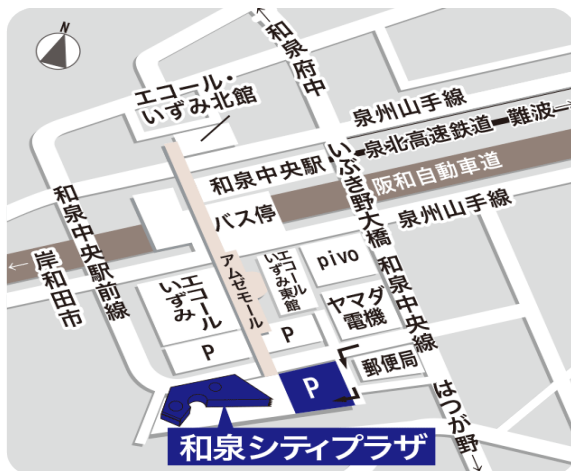 N
←和泉府中
エコール・
いずみ北館
泉州山手線
泉北高速鉄道
難波→
和泉中央駅
いぶき野大橋
阪和自動車道
バス停
泉州山手線
和泉中央駅前線
←岸和田市
アムゼモール
エコール
いずみ
エコール
いずみ東館
pivo
ヤマダ
電機
和泉中央線
P
P
P
郵便局
はつが野→
和泉シティプラザ